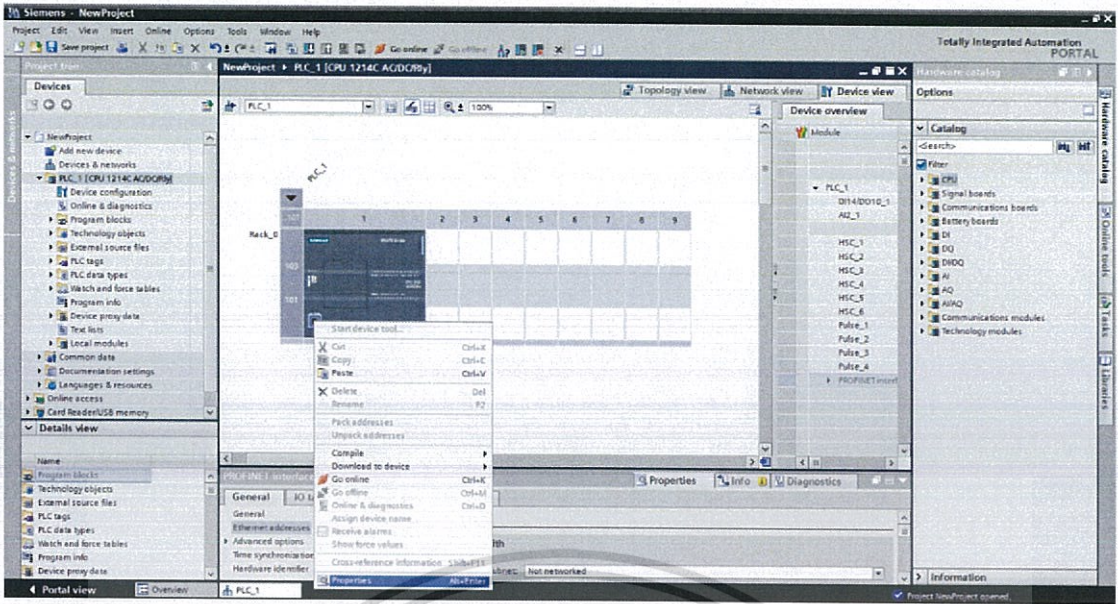 Siemens - NewProject
Project Edit View Insert Online Options Tools Window Help
Save project
Go online
Go offline
Totally Integrated Automation
PORTAL
Project tree
Devices
NewProject
Add new device
Devices & networks
PLC_1 [CPU 1214C AC/DC/Rly]
Device configuration
Online & diagnostics
Program blocks
Technology objects
External source files
PLC tags
PLC data types
Watch and force tables
Program info
Device proxy data
Text lists
Local modules
Common data
Documentation settings
Languages & resources
Online access
Card Reader/USB memory
Details view
Name
Program blocks
Technology objects
External source files
PLC tags
PLC data types
Watch and force tables
Program info
Device proxy data
Portal view
Overview
PLC_1
Devices & networks
NewProject ▸ PLC_1 [CPU 1214C AC/DC/Rly]
Topology view
Network view
Device view
PLC_1
100%
PLC_1
Rack_0
103
102
101
1 2 3 4 5 6 7 8 9
Start device tool...
Cut Ctrl+X
Copy Ctrl+C
Paste Ctrl+V
Delete Del
Rename F2
Pack addresses
Unpack addresses
Compile
Download to device
Go online Ctrl+K
Go offline Ctrl+M
Online & diagnostics Ctrl+D
Assign device name
Receive alarms
Show force values
Cross-reference information Shift+F11
Properties Alt+Enter
Device overview
Module
PLC_1
DI14/DO10_1
AI2_1
HSC_1
HSC_2
HSC_3
HSC_4
HSC_5
HSC_6
Pulse_1
Pulse_2
Pulse_3
Pulse_4
PROFINET interf
PROFINET interface
Properties
Info
Diagnostics
General
General
Ethernet addresses
Advanced options
Time synchronization
Hardware identifier
Not networked
Hardware catalog
Options
Catalog
<Search>
Filter
CPU
Signal boards
Communications boards
Battery boards
DI
DQ
DI/DQ
AI
AQ
AI/AQ
Communications modules
Technology modules
Information
Hardware catalog
Online tools
Tasks
Libraries
Project NewProject opened.